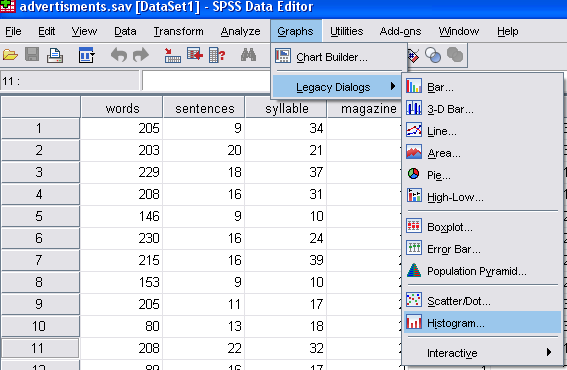 advertisments.sav [DataSet1] - SPSS Data Editor
File Edit View Data Transform Analyze Graphs Utilities Add-ons Window Help
Chart Builder...
11 :
Legacy Dialogs
Bar...
3-D Bar...
Line...
Area...
Pie...
High-Low...
Boxplot...
Error Bar...
Population Pyramid...
Scatter/Dot...
Histogram...
Interactive
words sentences syllable magazine
1 205 9 34
2 203 20 21
3 229 18 37
4 208 16 31
5 146 9 10
6 230 16 24
7 215 16 39
8 153 9 10
9 205 11 17
10 80 13 18
11 208 22 32